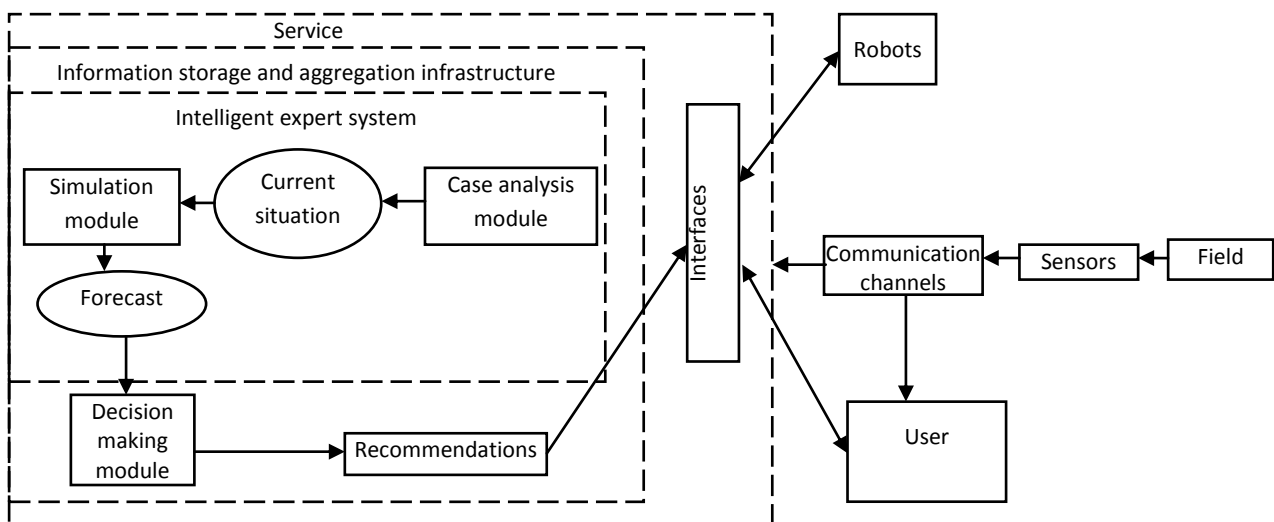 Service
Robots
Information storage and aggregation infrastructure
Intelligent expert system
Simulation
module
Current
situation
Case analysis
module
Interfaces
Communication
channels
Sensors
Field
Forecast
Decision
making
module
Recommendations
User